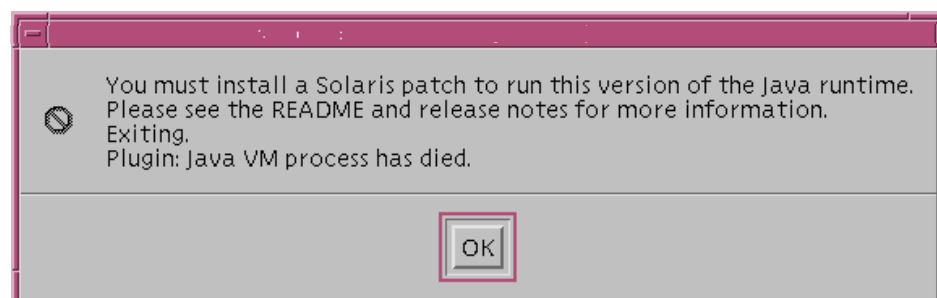 You must install a Solaris patch to run this version of the Java runtime.
Please see the README and release notes for more information.
Exiting.
Plugin: Java VM process has died.
OK